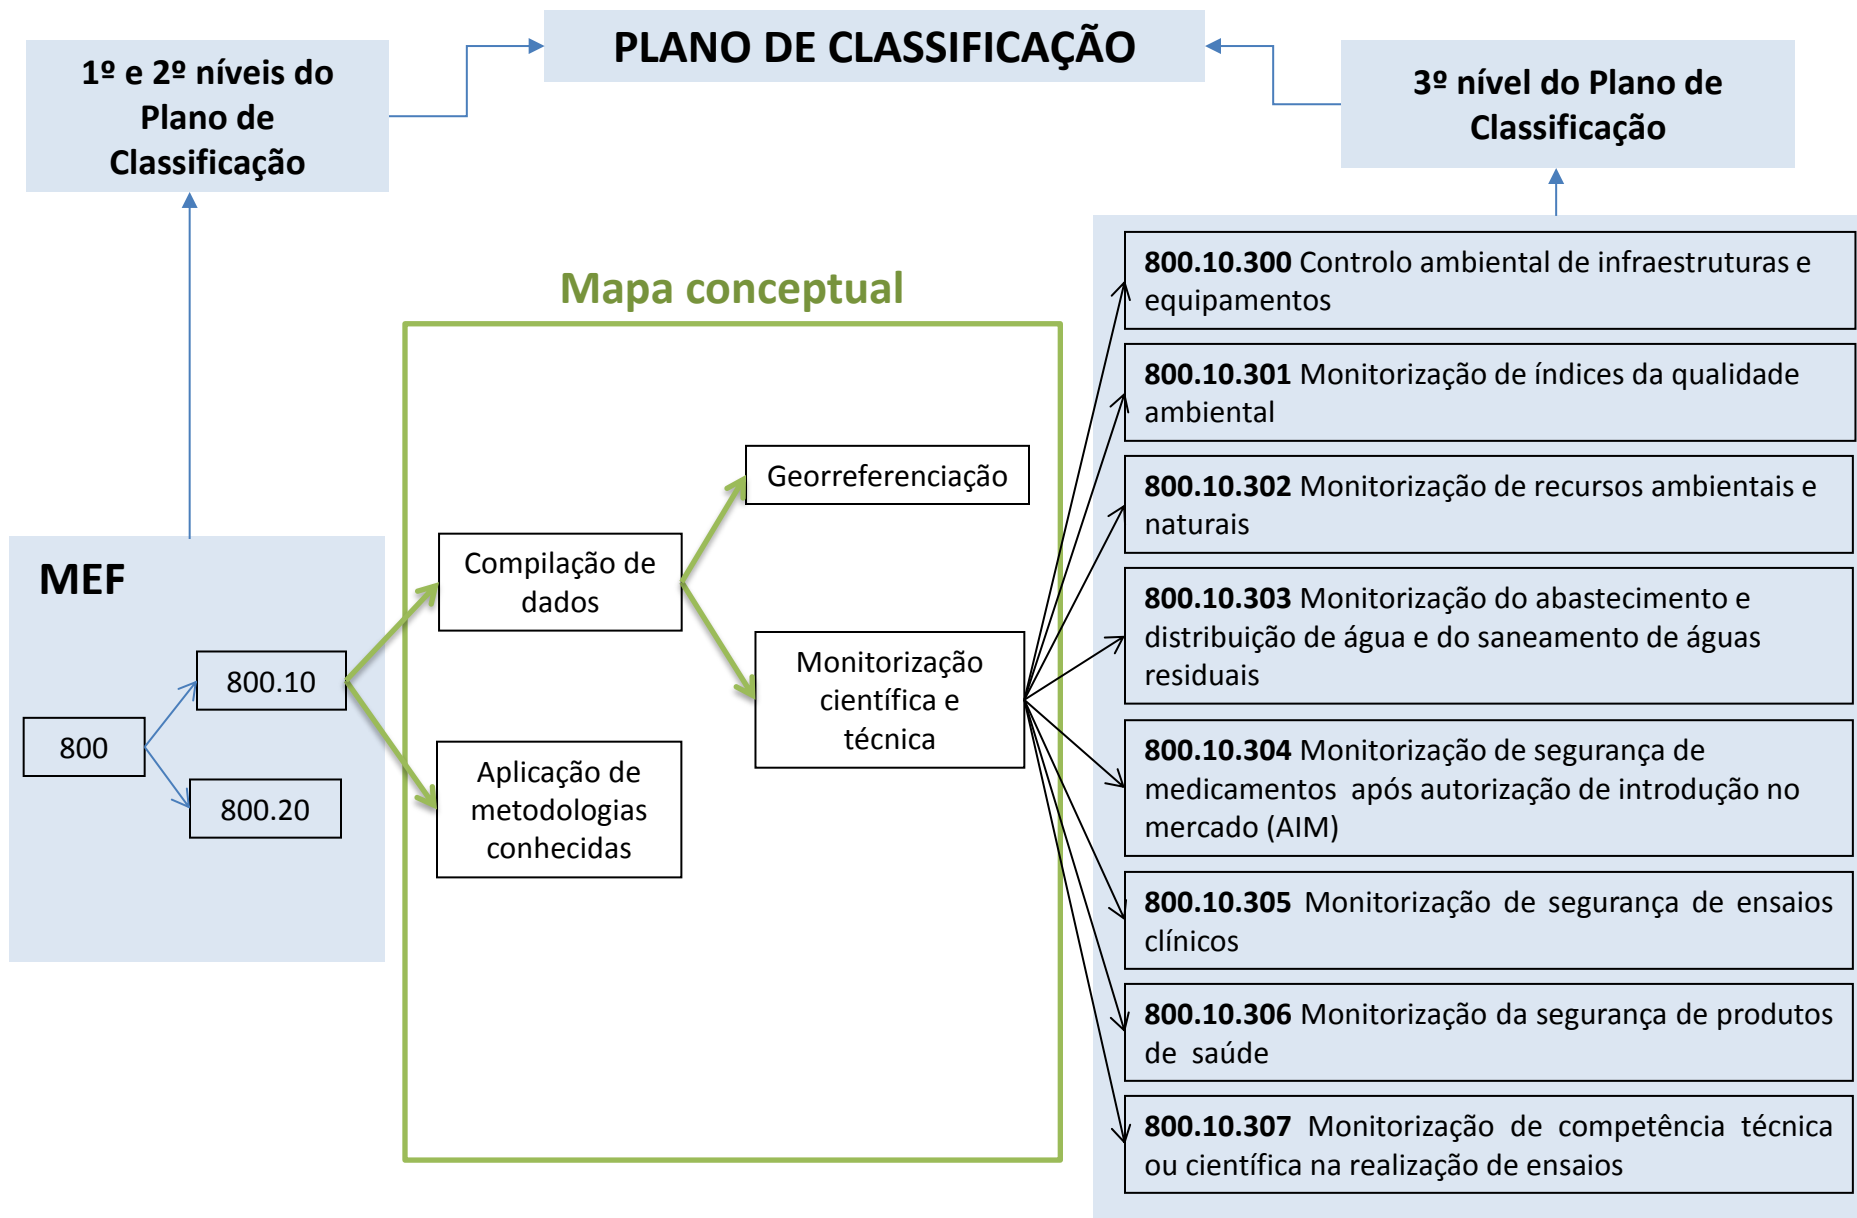 PLANO DE CLASSIFICAÇÃO
1º e 2º níveis do
Plano de
Classificação
3º nível do Plano de
Classificação
Mapa conceptual
MEF
800
800.10
800.20
Compilação de
dados
Aplicação de
metodologias
conhecidas
Georreferenciação
Monitorização
científica e
técnica
800.10.300 Controlo ambiental de infraestruturas e
equipamentos
800.10.301 Monitorização de índices da qualidade
ambiental
800.10.302 Monitorização de recursos ambientais e
naturais
800.10.303 Monitorização do abastecimento e
distribuição de água e do saneamento de águas
residuais
800.10.304 Monitorização de segurança de
medicamentos após autorização de introdução no
mercado (AIM)
800.10.305 Monitorização de segurança de ensaios
clínicos
800.10.306 Monitorização da segurança de produtos
de saúde
800.10.307 Monitorização de competência técnica
ou científica na realização de ensaios